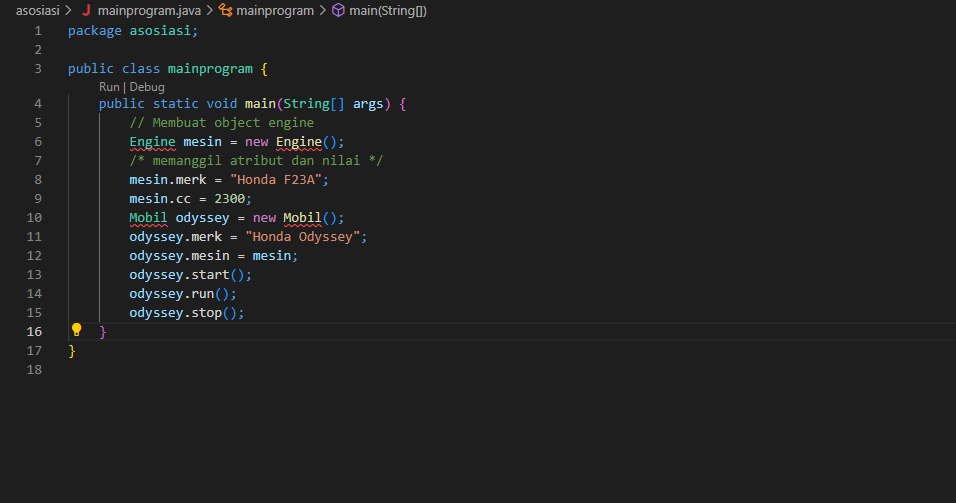 asosiasi > J mainprogram.java > mainprogram > main(String[])
1 package asosiasi;
2
3 public class mainprogram {
Run | Debug
4 public static void main(String[] args) {
5 // Membuat object engine
6 Engine mesin = new Engine();
7 /* memanggil atribut dan nilai */
8 mesin.merk = "Honda F23A";
9 mesin.cc = 2300;
10 Mobil odyssey = new Mobil();
11 odyssey.merk = "Honda Odyssey";
12 odyssey.mesin = mesin;
13 odyssey.start();
14 odyssey.run();
15 odyssey.stop();
16 }
17 }
18